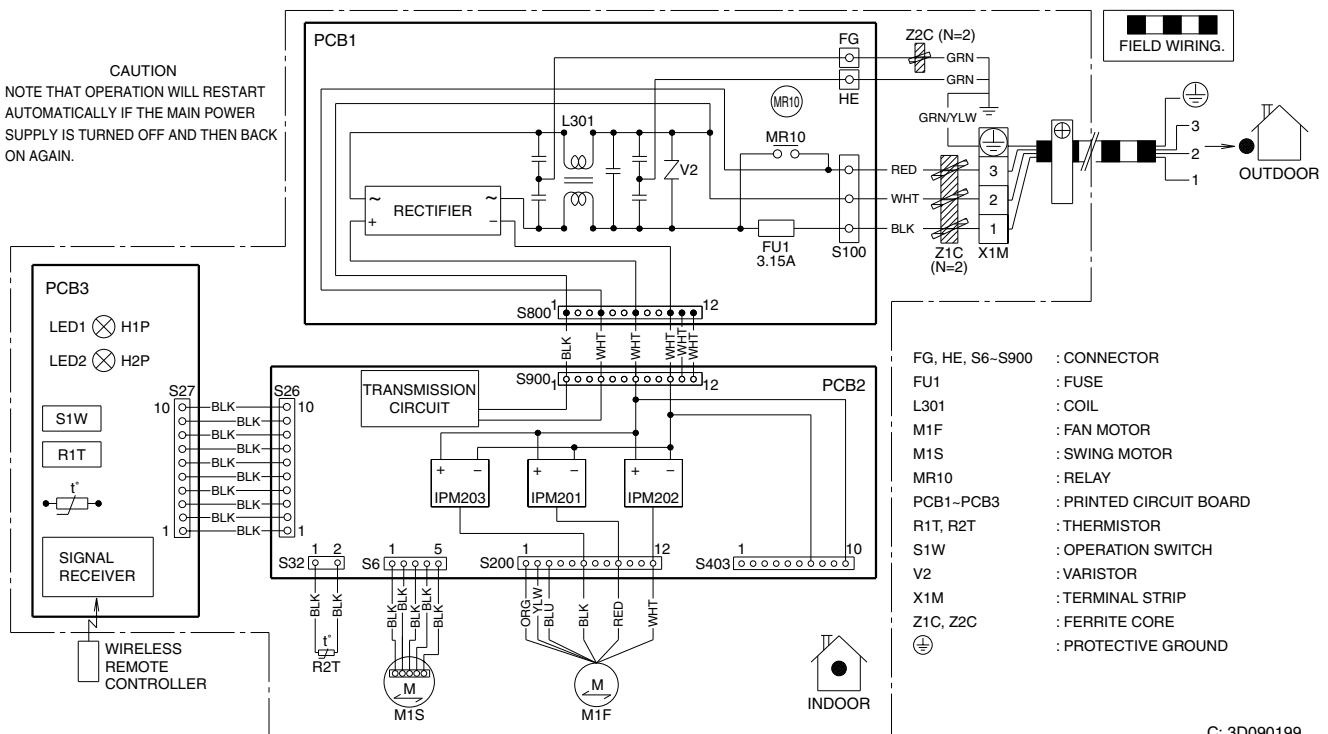 CAUTION
NOTE THAT OPERATION WILL RESTART
AUTOMATICALLY IF THE MAIN POWER
SUPPLY IS TURNED OFF AND THEN BACK
ON AGAIN.
PCB1
FG
HE
Z2C (N=2)
GRN
GRN
GRN/YLW
FIELD WIRING.
MR10
MR10
L301
V2
RECTIFIER
~
~
+
−
FU1
3.15A
S100
RED
WHT
BLK
Z1C
(N=2)
X1M
3
2
1
3
2
1
OUTDOOR
S800
1
12
BLK
WHT
WHT
WHT
WHT
WHT
PCB3
LED1
H1P
LED2
H2P
S1W
R1T
t°
SIGNAL
RECEIVER
WIRELESS
REMOTE
CONTROLLER
S27
10
1
BLK
BLK
BLK
BLK
BLK
BLK
BLK
BLK
BLK
BLK
S26
10
1
PCB2
S900
1
12
TRANSMISSION
CIRCUIT
+
−
IPM203
+
−
IPM201
+
−
IPM202
S32
1
2
S6
1
5
S200
1
12
S403
1
10
BLK
BLK
t°
R2T
BLK
BLK
BLK
BLK
BLK
M
M1S
ORG
YLW
BLU
BLK
RED
WHT
M
M1F
INDOOR
FG, HE, S6~S900 : CONNECTOR
FU1 : FUSE
L301 : COIL
M1F : FAN MOTOR
M1S : SWING MOTOR
MR10 : RELAY
PCB1~PCB3 : PRINTED CIRCUIT BOARD
R1T, R2T : THERMISTOR
S1W : OPERATION SWITCH
V2 : VARISTOR
X1M : TERMINAL STRIP
Z1C, Z2C : FERRITE CORE
: PROTECTIVE GROUND
C: 3D090199